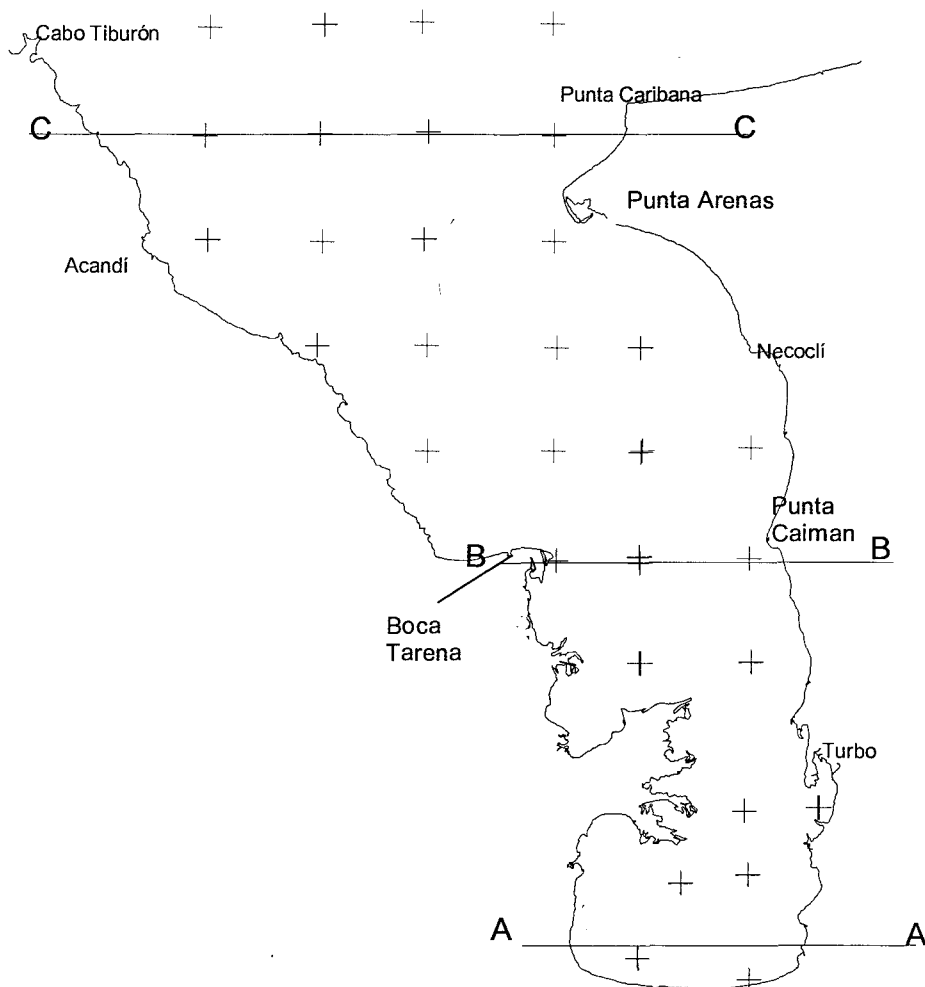 Cabo Tiburón
Punta Caribana
C
C
Punta Arenas
Acandí
Necoclí
Punta
Caiman
B
B
Boca
Tarena
Turbo
A
A